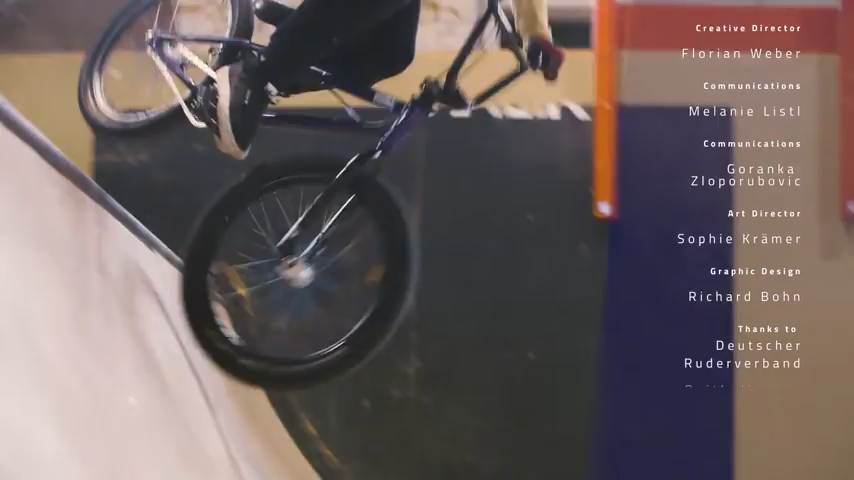 Creative Director
Florian Weber
Communications
Melanie Listl
Communications
Goranka
Zloporubovic
Art Director
Sophie Krämer
Graphic Design
Richard Bohn
Thanks to
Deutscher
Ruderverband